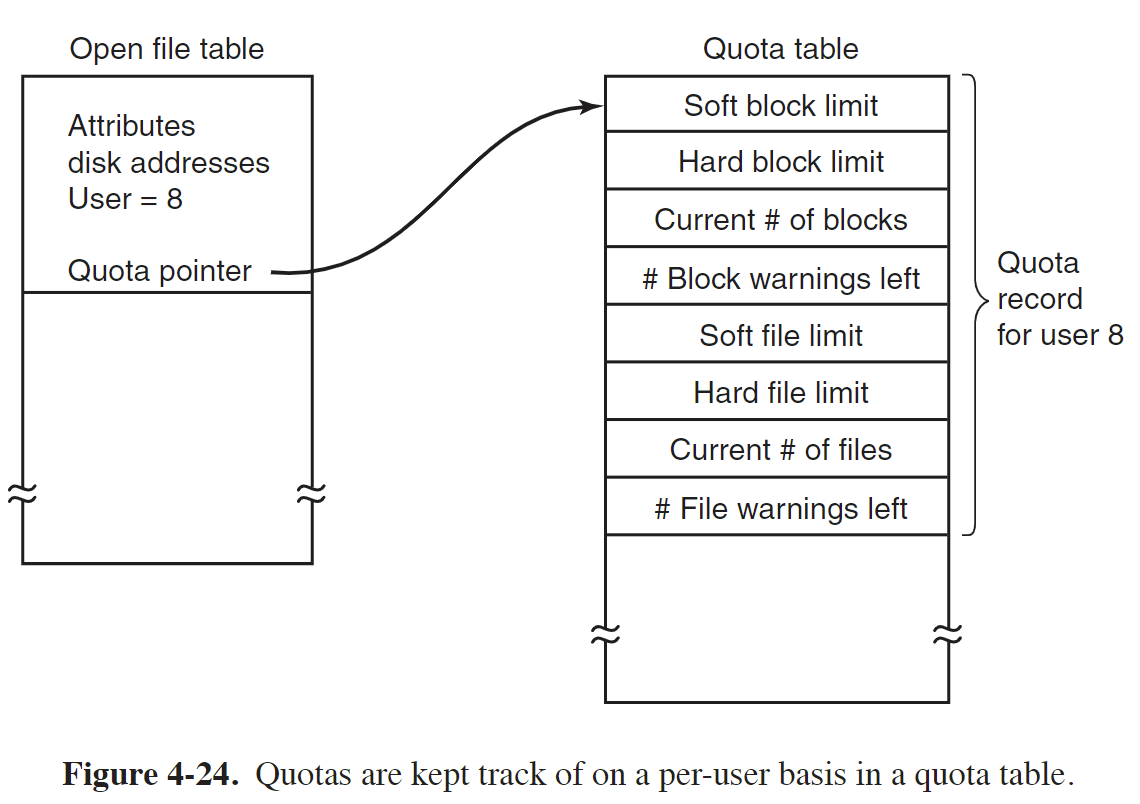 Open file table
Attributes
disk addresses
User = 8
Quota pointer
Quota table
Soft block limit
Hard block limit
Current # of blocks
# Block warnings left
Soft file limit
Hard file limit
Current # of files
# File warnings left
Quota
record
for user 8
Figure 4-24. Quotas are kept track of on a per-user basis in a quota table.